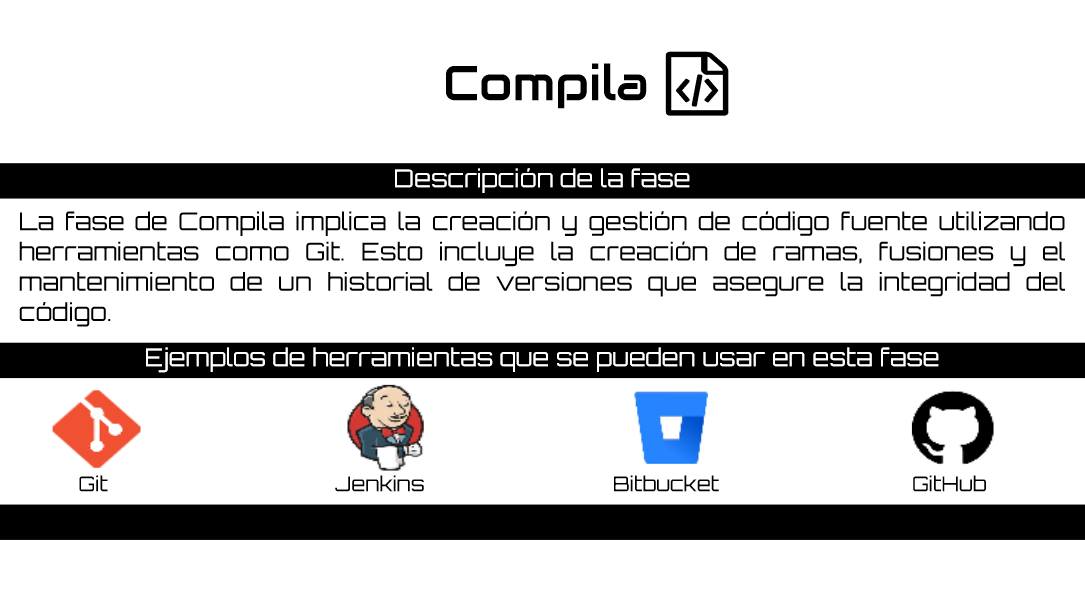 Compila
Descripción de la fase
La fase de Compila implica la creación y gestión de código fuente utilizando
herramientas como Git. Esto incluye la creación de ramas, fusiones y el
mantenimiento de un historial de versiones que asegure la integridad del
código.
Ejemplos de herramientas que se pueden usar en esta fase
Git
Jenkins
Bitbucket
GitHub